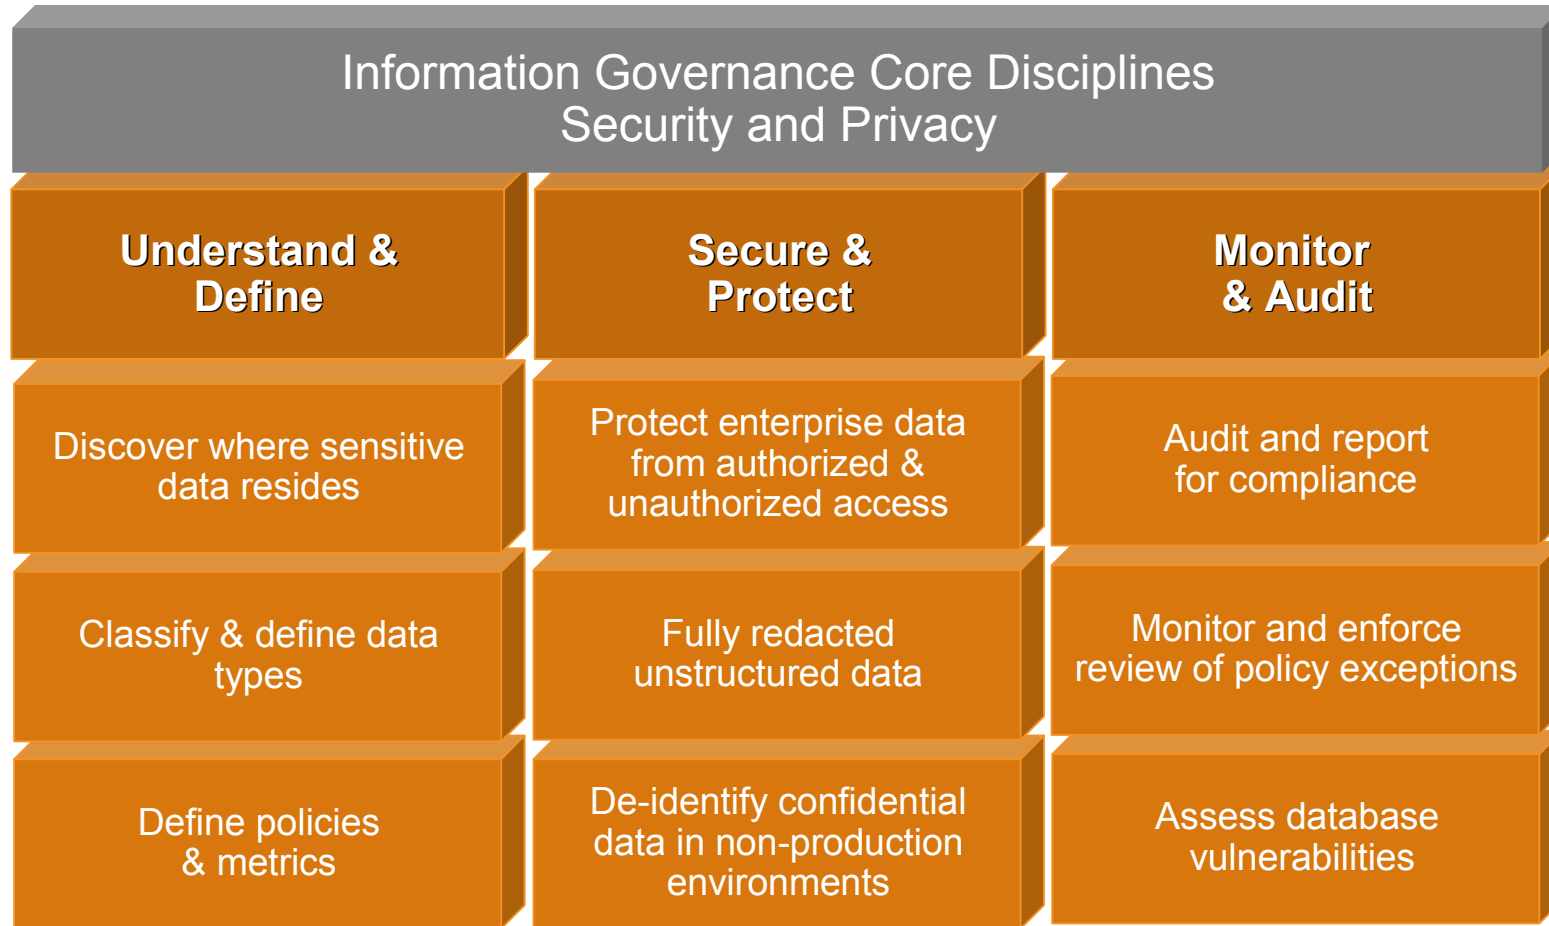 Information Governance Core Disciplines
Security and Privacy
Understand &
Define
Secure &
Protect
Monitor
& Audit
Discover where sensitive
data resides
Protect enterprise data
from authorized &
unauthorized access
Audit and report
for compliance
Classify & define data
types
Fully redacted
unstructured data
Monitor and enforce
review of policy exceptions
Define policies
& metrics
De-identify confidential
data in non-production
environments
Assess database
vulnerabilities